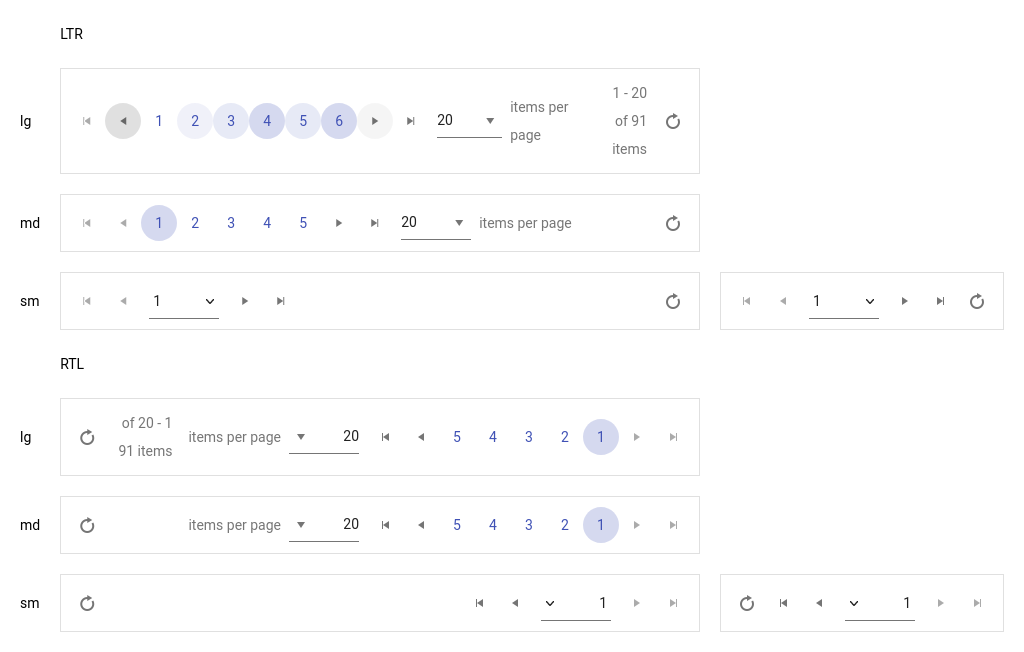 LTR
lg
1 2 3 4 5 6 20 items per page 1 - 20 of 91 items
md
1 2 3 4 5 20 items per page
sm
1
1
RTL
lg
of 20 - 1 91 items items per page 20 5 4 3 2 1
md
items per page 20 5 4 3 2 1
sm
1
1